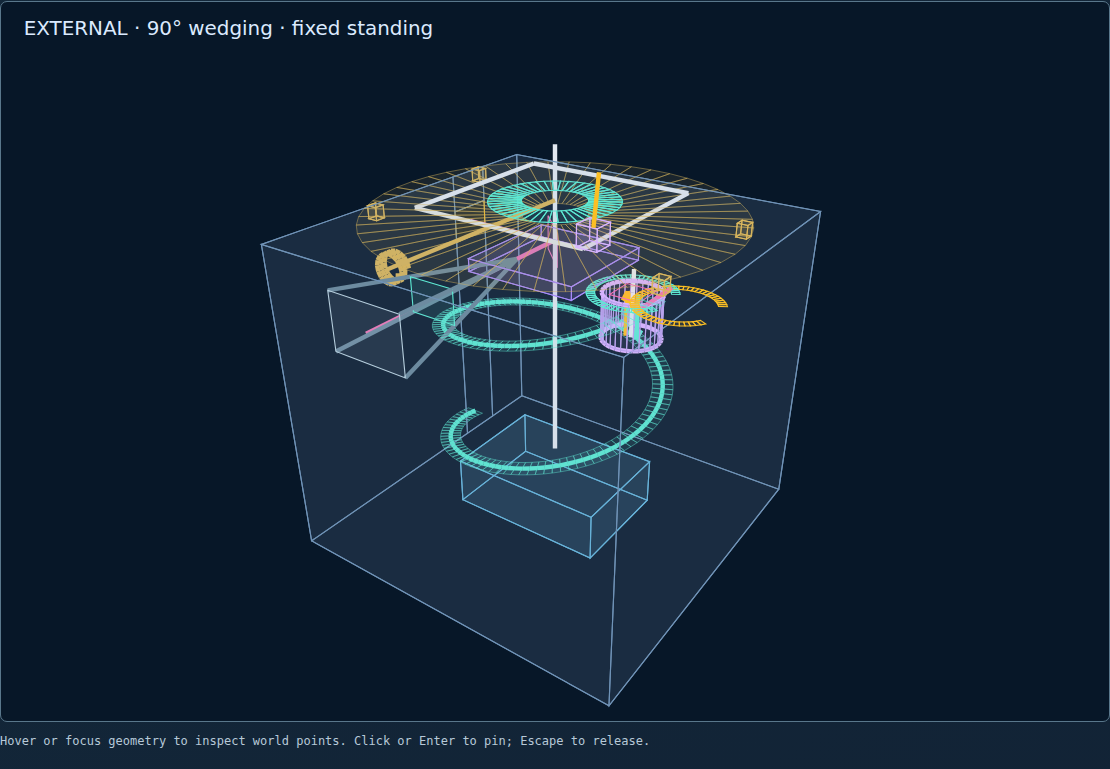 EXTERNAL · 90° wedging · fixed standing
Hover or focus geometry to inspect world points. Click or Enter to pin; Escape to release.